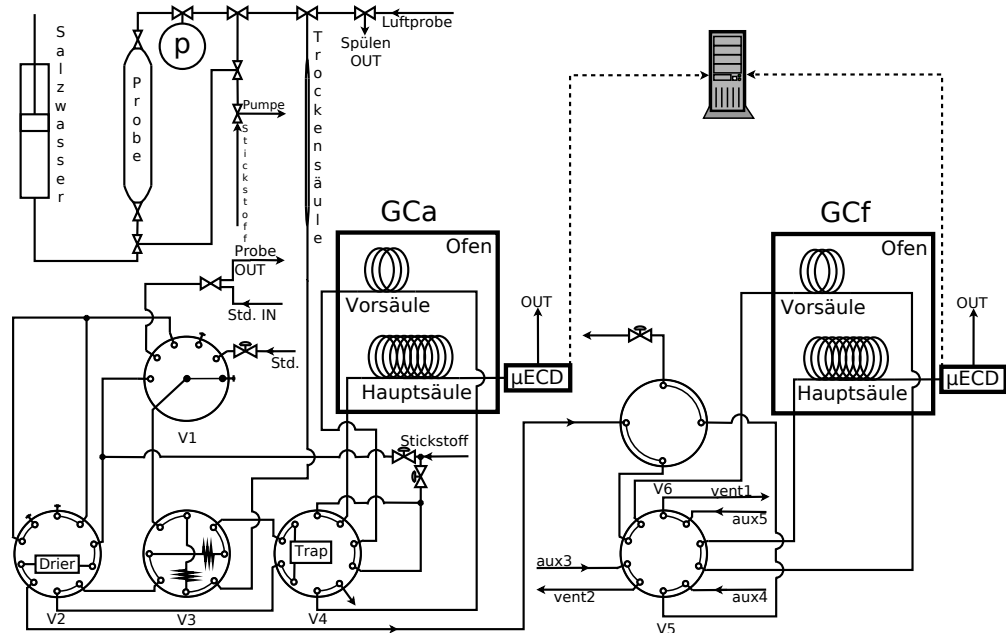 Salzwasser
Probe
p
Trockensäule
Luftprobe
Spülen
OUT
Pumpe
Stickstoff
Probe
OUT
Std. IN
Std.
V1
GCa
Ofen
Vorsäule
Hauptsäule
OUT
µECD
GCf
Ofen
Vorsäule
Hauptsäule
OUT
µECD
Stickstoff
V6
vent1
aux5
aux3
vent2
aux4
V5
Drier
V2
V3
Trap
V4